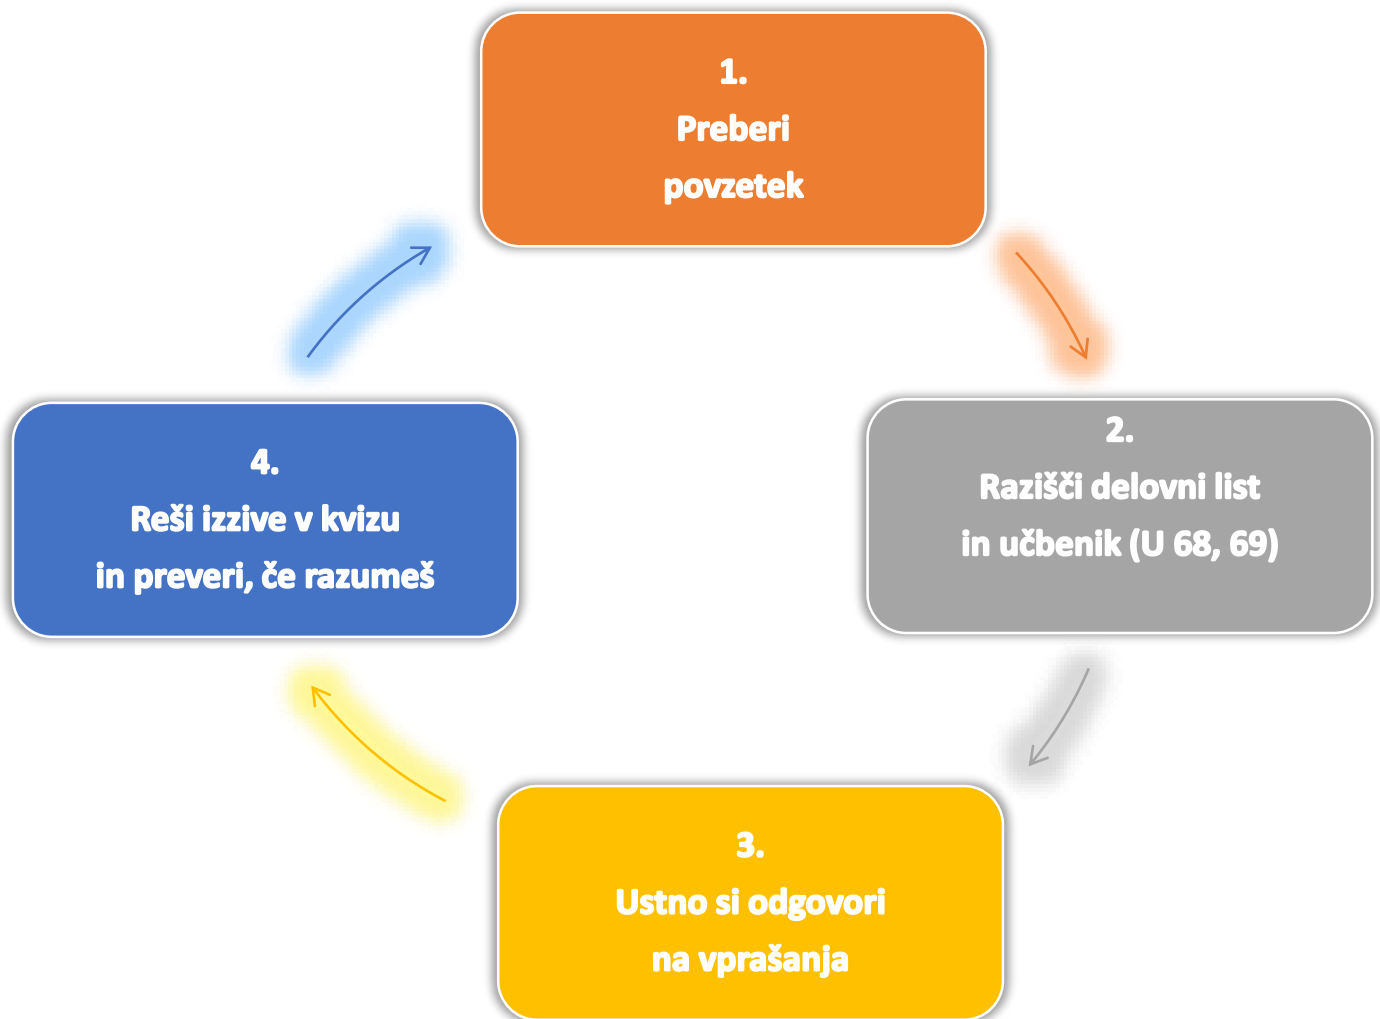 1.
Preberi
povzetek
2.
Razišči delovni list
in učbenik (U 68, 69)
3.
Ustno si odgovori
na vprašanja
4.
Reši izzive v kvizu
in preveri, če razumeš